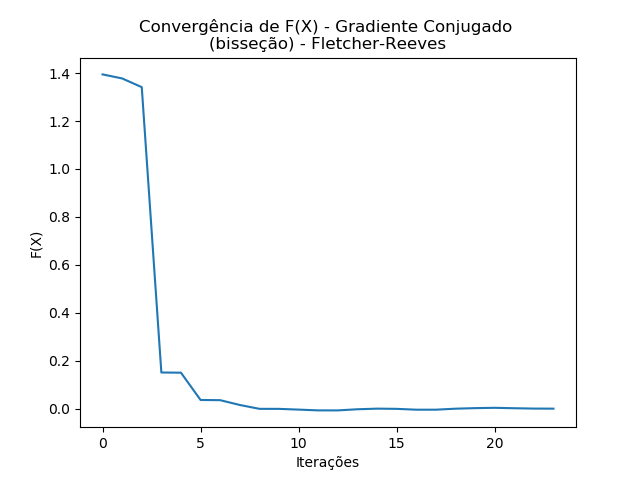 Convergência de F(X) - Gradiente Conjugado
(bisseção) - Fletcher-Reeves
F(X)
1.4
1.2
1.0
0.8
0.6
0.4
0.2
0.0
0 5 10 15 20
Iterações